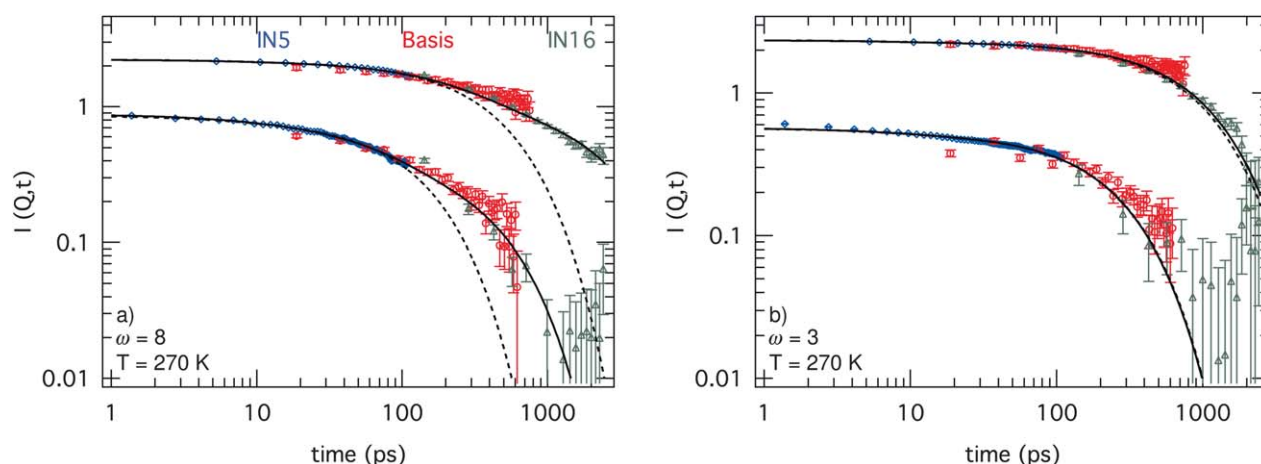 IN5 Basis IN16
1
0.1
0.01
I (Q,t)
a)
ω = 8
T = 270 K
1 10 100 1000
time (ps)
1
0.1
0.01
I (Q,t)
b)
ω = 3
T = 270 K
1 10 100 1000
time (ps)